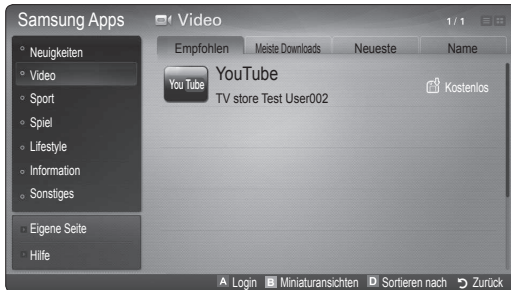 Samsung Apps
Video
1/1
Neuigkeiten
Video
Sport
Spiel
Lifestyle
Information
Sonstiges
Eigene Seite
Hilfe
Empfohlen Meiste Downloads Neueste Name
You Tube
YouTube
TV store Test User002
Kostenlos
A Login B Miniaturansichten D Sortieren nach Zurück